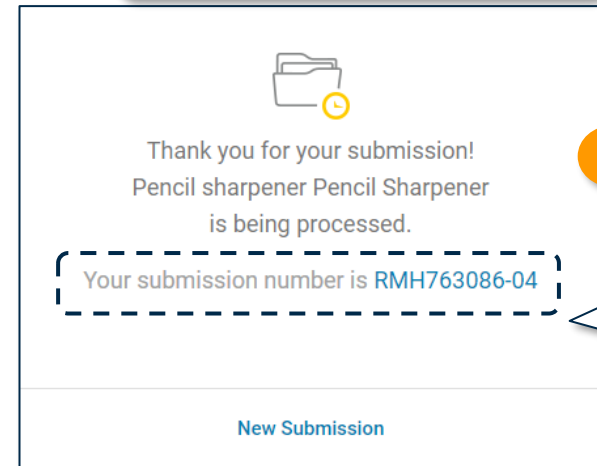 Thank you for your submission!
Pencil sharpener Pencil Sharpener
is being processed.
Your submission number is RMH763086-04
New Submission